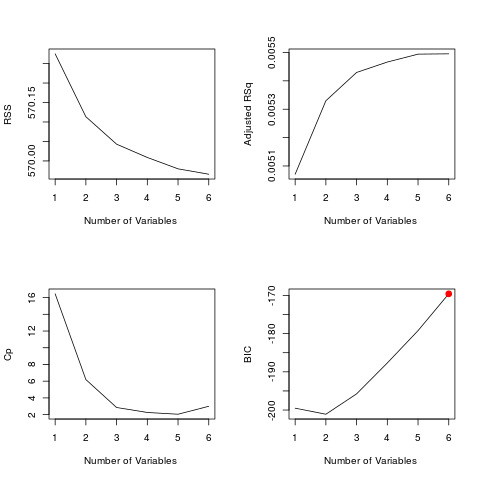 RSS
570.00
570.15
1 2 3 4 5 6
Number of Variables
Adjusted RSq
0.0051
0.0053
0.0055
1 2 3 4 5 6
Number of Variables
Cp
2 4 6 8 12 16
1 2 3 4 5 6
Number of Variables
BIC
-200 -190 -180 -170
1 2 3 4 5 6
Number of Variables